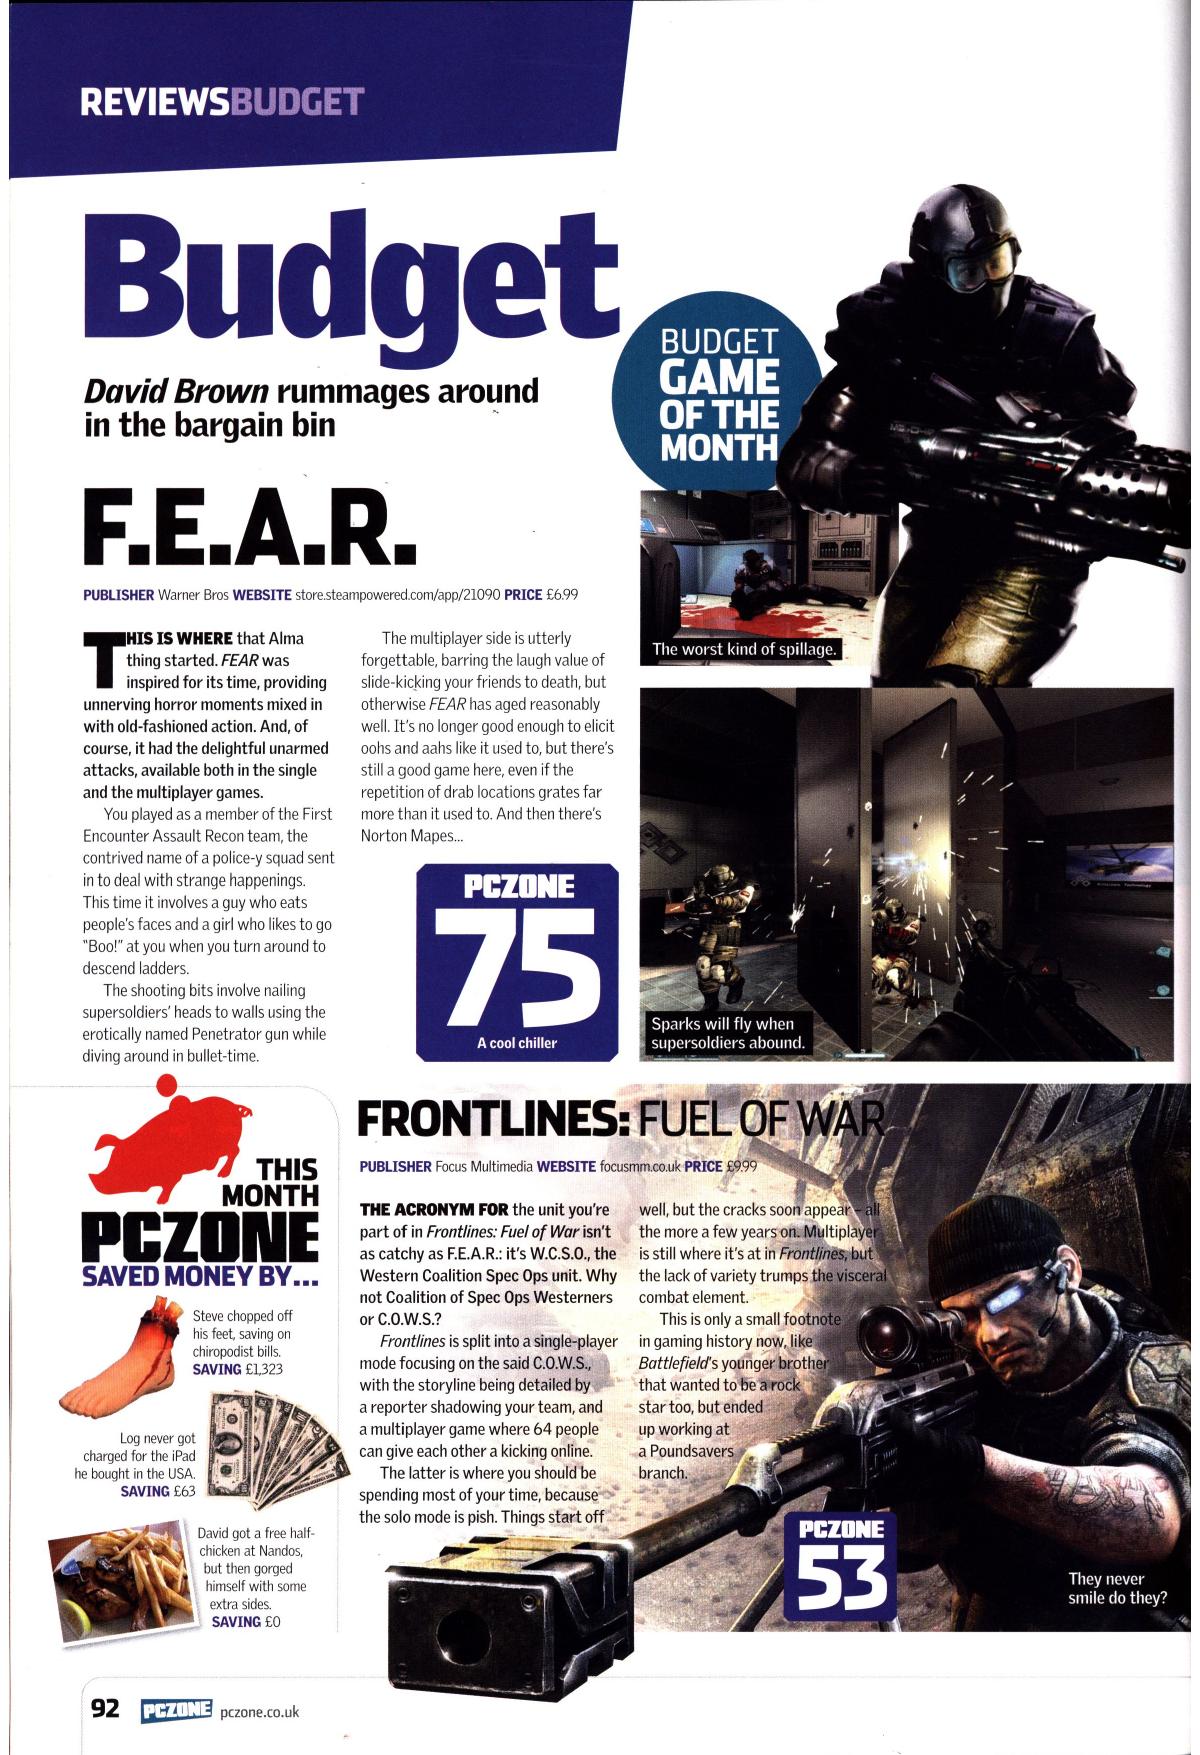 REVIEWSBUDGET
Budget
David Brown rummages around
in the bargain bin
BUDGET
GAME
OF THE
MONTH
F.E.A.R.
PUBLISHER Warner Bros WEBSITE store.steampowered.com/app/21090 PRICE £6.99
THIS IS WHERE that Alma
thing started. FEAR was
inspired for its time, providing
unnerving horror moments mixed in
with old-fashioned action. And, of
course, it had the delightful unarmed
attacks, available both in the single
and the multiplayer games.
You played as a member of the First
Encounter Assault Recon team, the
contrived name of a police-y squad sent
in to deal with strange happenings.
This time it involves a guy who eats
people's faces and a girl who likes to go
"Boo!" at you when you turn around to
descend ladders.
The shooting bits involve nailing
supersoldiers' heads to walls using the
erotically named Penetrator gun while
diving around in bullet-time.
The multiplayer side is utterly
forgettable, barring the laugh value of
slide-kicking your friends to death, but
otherwise FEAR has aged reasonably
well. It's no longer good enough to elicit
oohs and aahs like it used to, but there's
still a good game here, even if the
repetition of drab locations grates far
more than it used to. And then there's
Norton Mapes...
PCZONE
75
A cool chiller
The worst kind of spillage.
Sparks will fly when
supersoldiers abound.
THIS
MONTH
PCZONE
SAVED MONEY BY...
Steve chopped off
his feet, saving on
chiropodist bills.
SAVING £1,323
Log never got
charged for the iPad
he bought in the USA.
SAVING £63
David got a free half-
chicken at Nandos,
but then gorged
himself with some
extra sides.
SAVING £0
FRONTLINES: FUEL OF WAR
PUBLISHER Focus Multimedia WEBSITE focusmm.co.uk PRICE £9.99
THE ACRONYM FOR the unit you're
part of in Frontlines: Fuel of War isn't
as catchy as F.E.A.R.: it's W.C.S.O., the
Western Coalition Spec Ops unit. Why
not Coalition of Spec Ops Westerners
or C.O.W.S.?
Frontlines is split into a single-player
mode focusing on the said C.O.W.S.,
with the storyline being detailed by
a reporter shadowing your team, and
a multiplayer game where 64 people
can give each other a kicking online.
The latter is where you should be
spending most of your time, because
the solo mode is pish. Things start off
well, but the cracks soon appear – all
the more a few years on. Multiplayer
is still where it's at in Frontlines, but
the lack of variety trumps the visceral
combat element.
This is only a small footnote
in gaming history now, like
Battlefield's younger brother
that wanted to be a rock
star too, but ended
up working at
a Poundsavers
branch.
PCZONE
53
They never
smile do they?
92 PCZONE pczone.co.uk